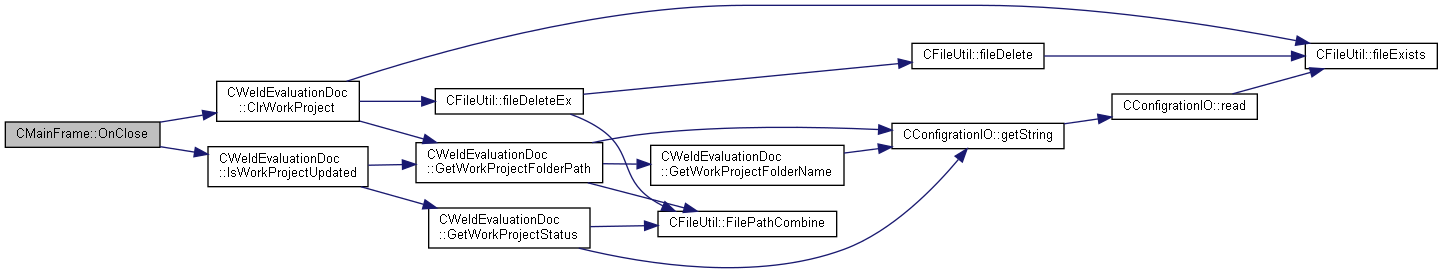 CMainFrame::OnClose
CWeldEvaluationDoc
::ClrWorkProject
CWeldEvaluationDoc
::IsWorkProjectUpdated
CFileUtil::fileDeleteEx
CWeldEvaluationDoc
::GetWorkProjectFolderPath
CWeldEvaluationDoc
::GetWorkProjectStatus
CWeldEvaluationDoc
::GetWorkProjectFolderName
CFileUtil::FilePathCombine
CFileUtil::fileDelete
CConfigrationIO::getString
CConfigrationIO::read
CFileUtil::fileExists